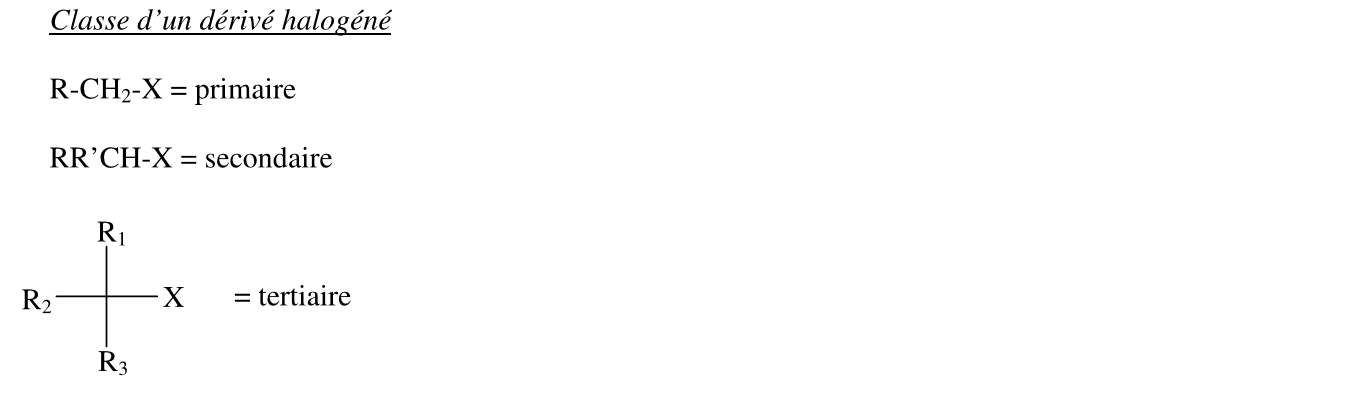 Classe d’un dérivé halogéné
R-CH₂-X = primaire
RR’CH-X = secondaire
R₁
R₂ X = tertiaire
R₃